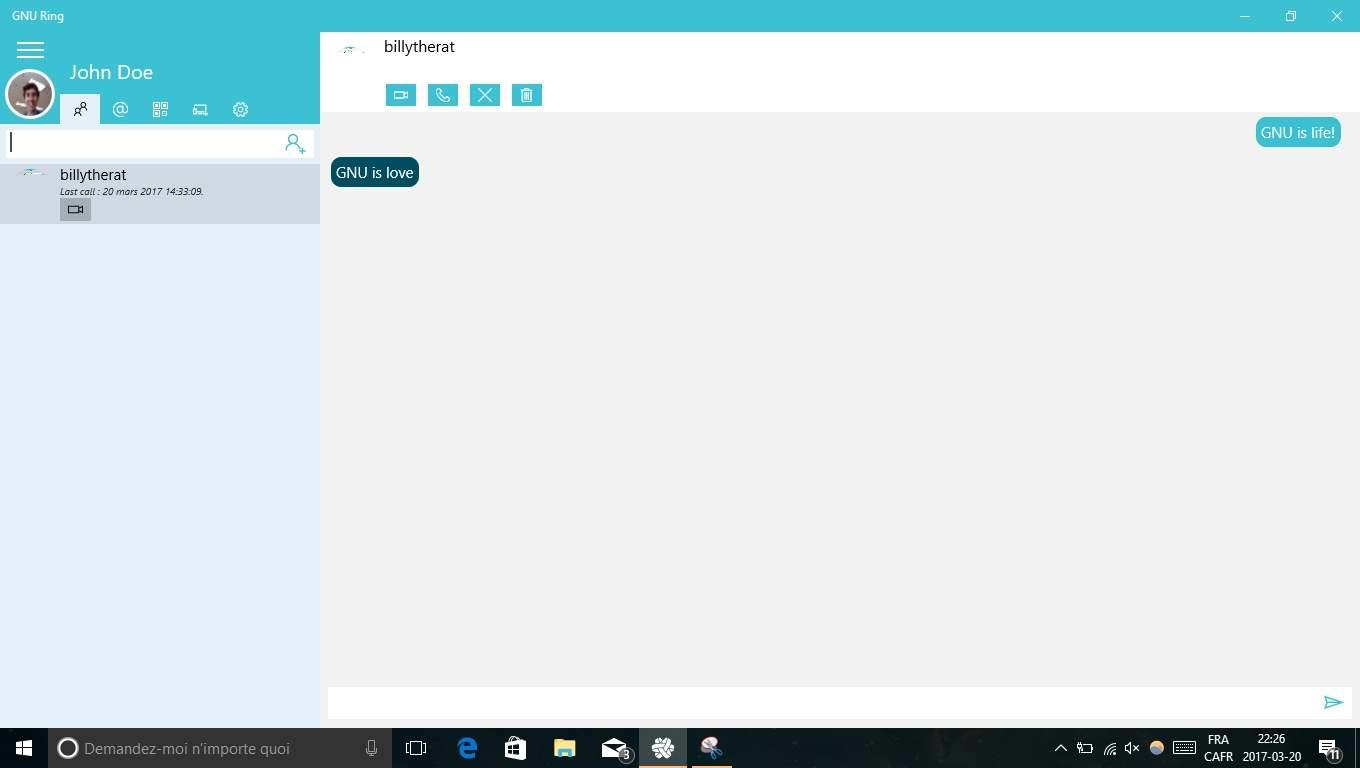 GNU Ring
John Doe
billytherat
Last call : 20 mars 2017 14:33:09.
billytherat
GNU is life!
GNU is love
Demandez-moi n'importe quoi
3
FRA
CAFR
22:26
2017-03-20
11